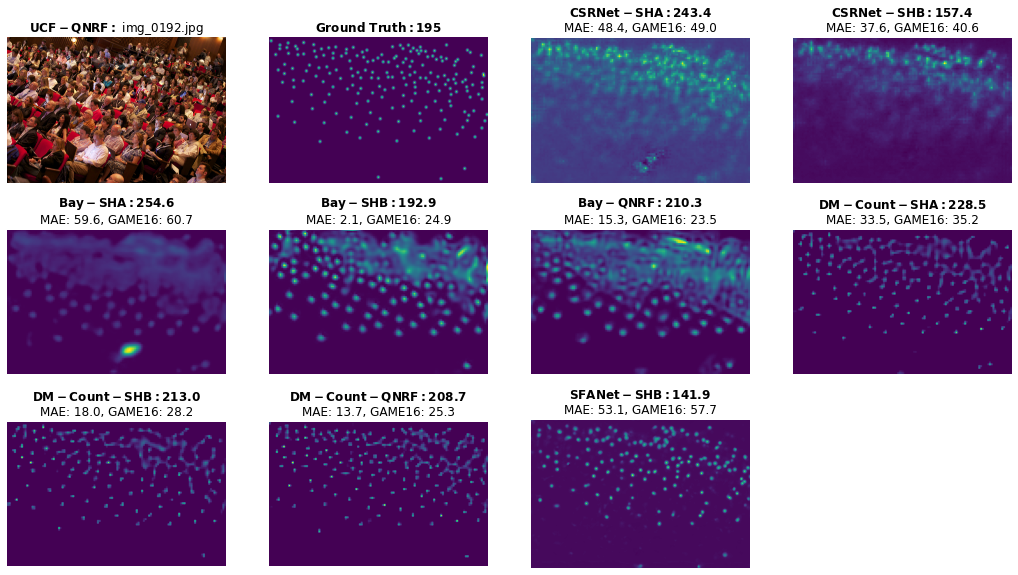 UCF − QNRF: img_0192.jpg
Ground Truth: 195
CSRNet − SHA: 243.4
MAE: 48.4, GAME16: 49.0
CSRNet − SHB: 157.4
MAE: 37.6, GAME16: 40.6
Bay − SHA: 254.6
MAE: 59.6, GAME16: 60.7
Bay − SHB: 192.9
MAE: 2.1, GAME16: 24.9
Bay − QNRF: 210.3
MAE: 15.3, GAME16: 23.5
DM − Count − SHA: 228.5
MAE: 33.5, GAME16: 35.2
DM − Count − SHB: 213.0
MAE: 18.0, GAME16: 28.2
DM − Count − QNRF: 208.7
MAE: 13.7, GAME16: 25.3
SFANet − SHB: 141.9
MAE: 53.1, GAME16: 57.7